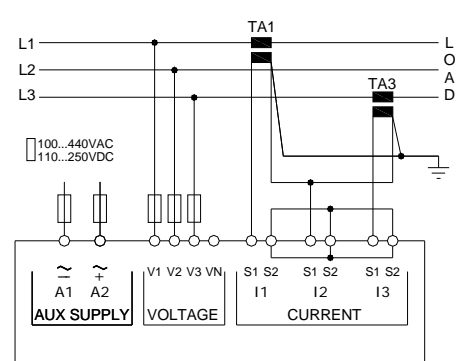 TA1
L1 L
O
L2 A
TA3
L3 D
100...440VAC
110...250VDC
V1 V2 V3 VN S1 S2 S1 S2 S1 S2
A1 A2 I1 I2 I3
AUX SUPPLY VOLTAGE CURRENT